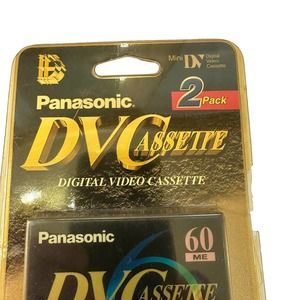 Mini DV Digital Video Cassette
2 Pack
Panasonic
DVCASSETTE
DIGITAL VIDEO CASSETTE
Panasonic
60
ME
DVCASSETTE